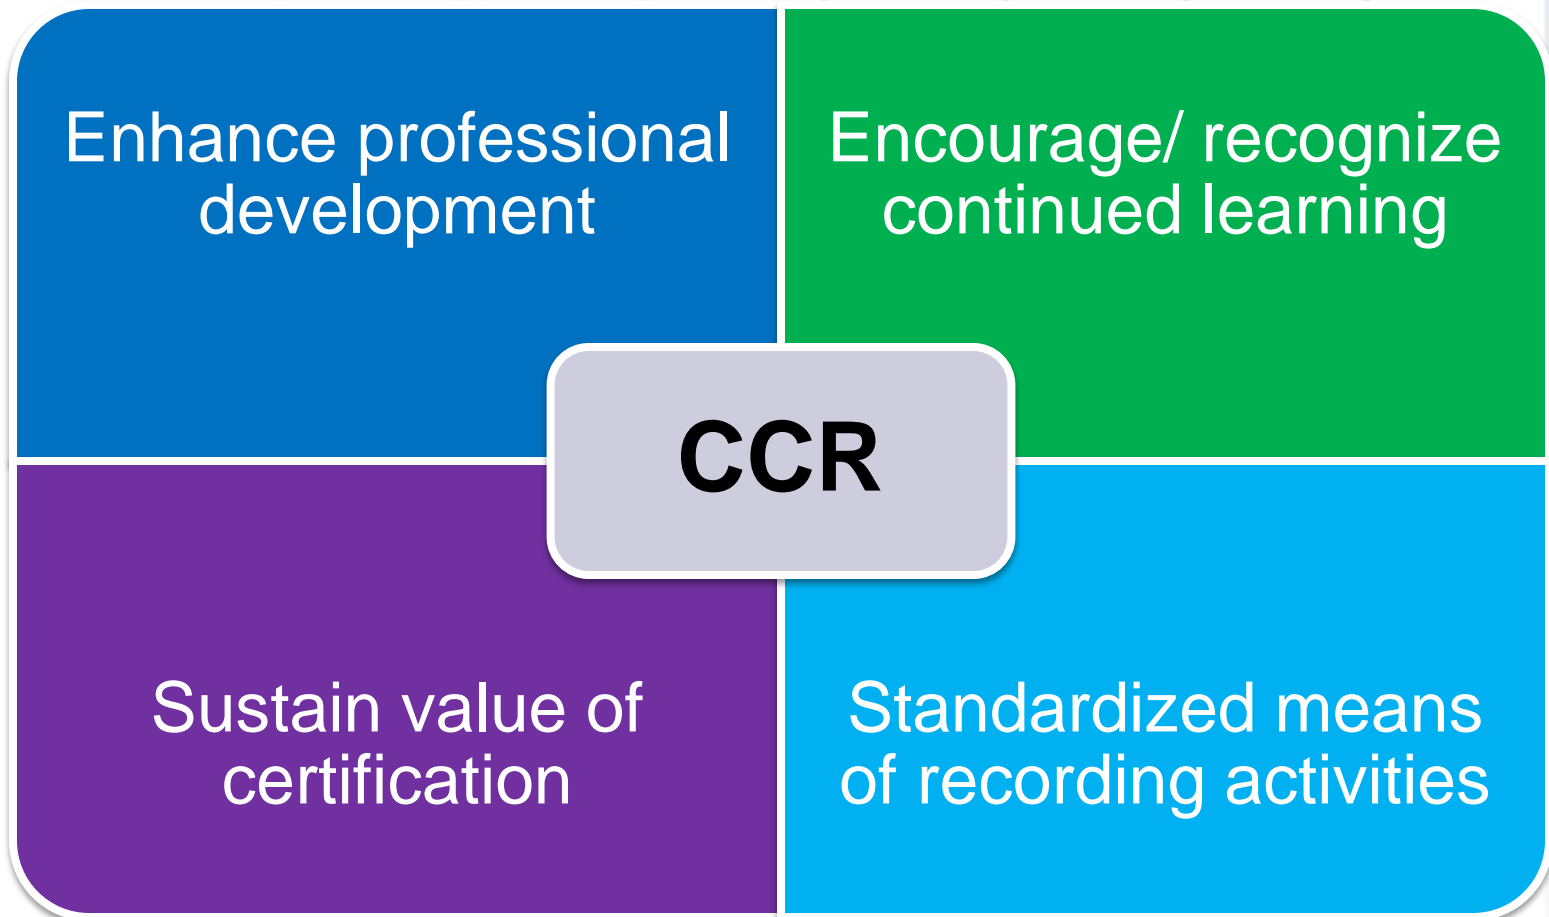 Enhance professional
development
Encourage/ recognize
continued learning
CCR
Sustain value of
certification
Standardized means
of recording activities